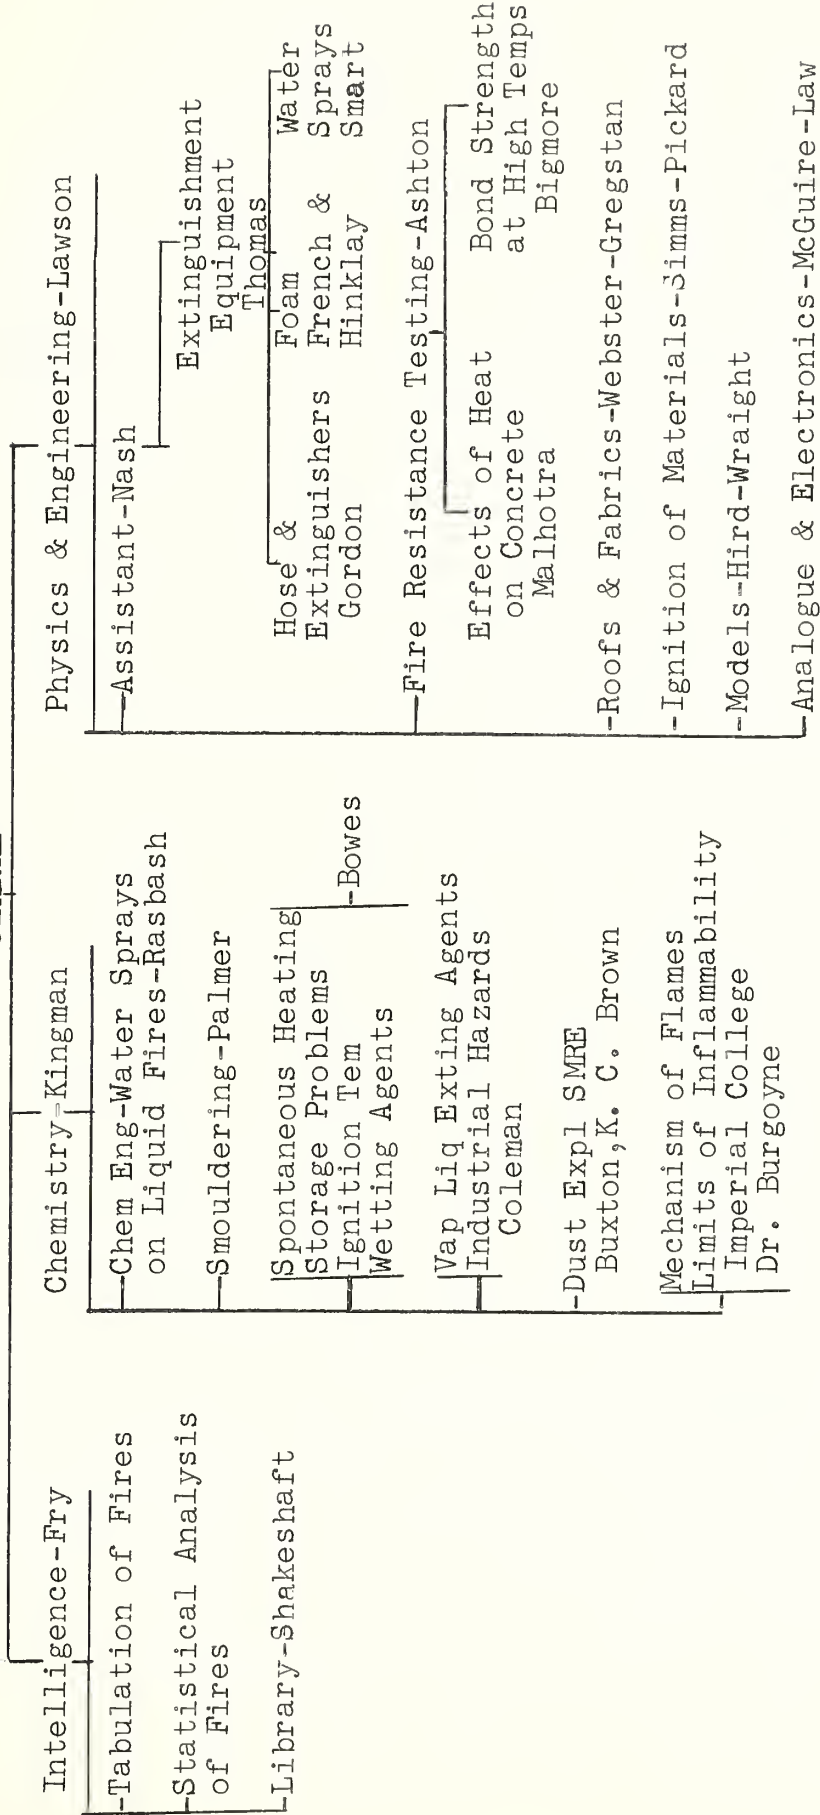 Intelligence-Fry
-Tabulation of Fires
-Statistical Analysis
of Fires
-Library-Shakeshaft
Chemistry-Kingman
-Chem Eng-Water Sprays
on Liquid Fires-Rasbash
-Smouldering-Palmer
Spontaneous Heating
Storage Problems
Ignition Tem
Wetting Agents
-Bowes
Vap Liq Exting Agents
Industrial Hazards
Coleman
-Dust Expl SMRE
Buxton,K. C. Brown
Mechanism of Flames
Limits of Inflammability
Imperial College
Dr. Burgoyne
Physics & Engineering-Lawson
-Assistant-Nash
Extinguishment
Equipment
Thomas
Hose &
Extinguishers
Gordon
Foam
French &
Hinklay
Water
Sprays
Smart
-Fire Resistance Testing-Ashton
Effects of Heat
on Concrete
Malhotra
Bond Strength
at High Temps
Bigmore
-Roofs & Fabrics-Webster-Gregstan
-Ignition of Materials-Simms-Pickard
-Models-Hird-Wraight
-Analogue & Electronics-McGuire-Law